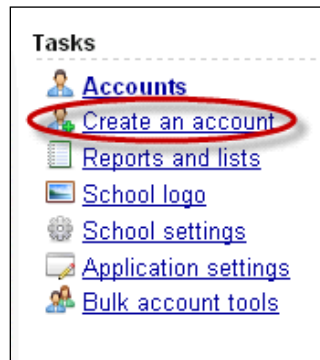 Tasks
Accounts
Create an account
Reports and lists
School logo
School settings
Application settings
Bulk account tools